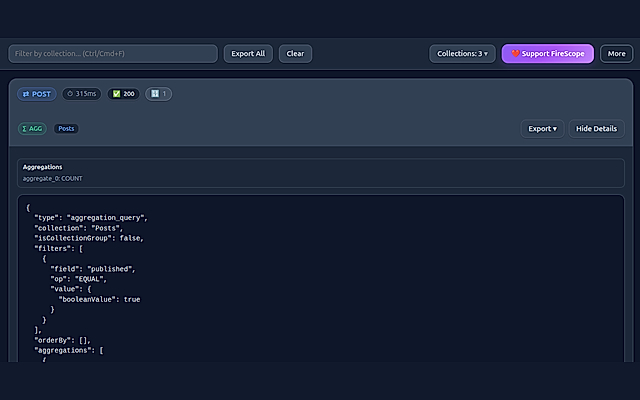 Filter by collection... (Ctrl/Cmd+F) Export All Clear Collections: 3 ▾ ❤️ Support FireScope More
⇄ POST ⏱ 315ms ✅ 200 1
∑ AGG Posts Export ▾ Hide Details
Aggregations
aggregate_0: COUNT
{
"type": "aggregation_query",
"collection": "Posts",
"isCollectionGroup": false,
"filters": [
{
"field": "published",
"op": "EQUAL",
"value": {
"booleanValue": true
}
}
],
"orderBy": [],
"aggregations": [
{